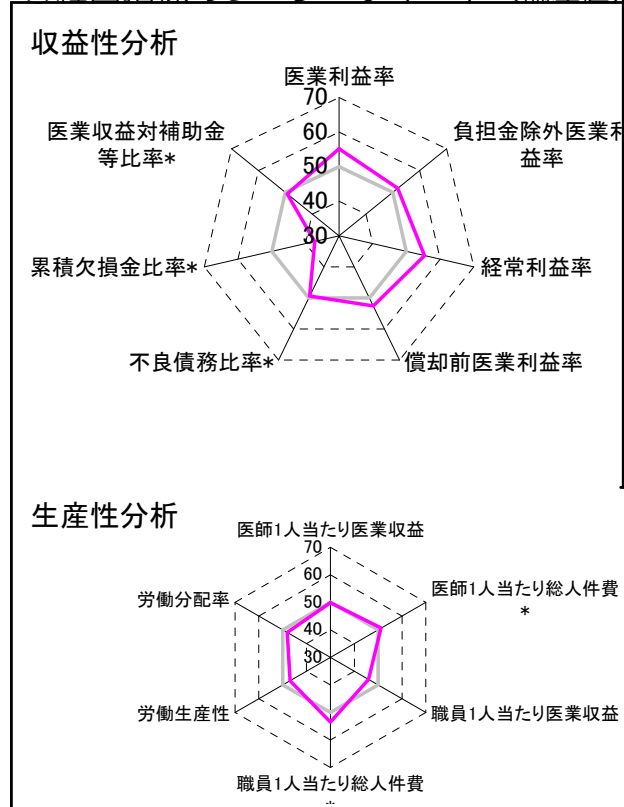 収益性分析
医業利益率
70
60
50
40
30
負担金除外医業利
益率
経常利益率
償却前医業利益率
不良債務比率*
累積欠損金比率*
医業収益対補助金
等比率*
生産性分析
医師1人当たり医業収益
70
60
50
40
30
医師1人当たり総人件費
*
職員1人当たり医業収益
職員1人当たり総人件費
*
労働生産性
労働分配率